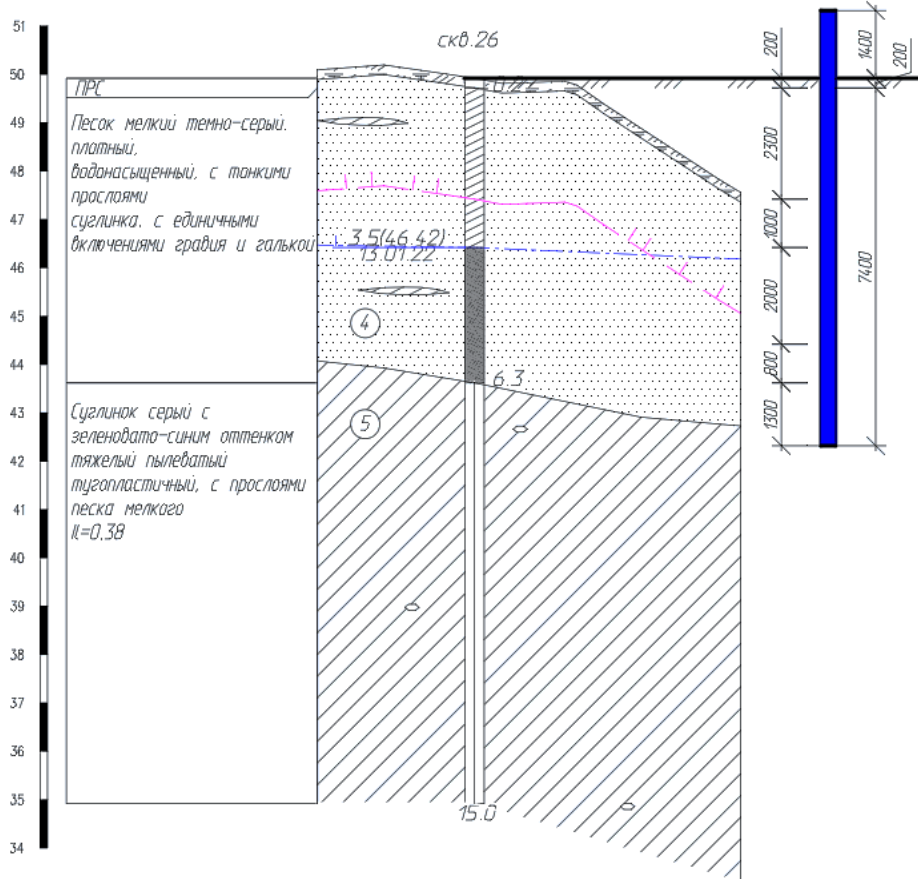 51
50
49
48
47
46
45
44
43
42
41
40
39
38
37
36
35
34
скв.26
ПРС
Песок мелкий темно-серый.
платный,
водонасыщенный, с тонкими
прослоями
суглинка. с единичными
включениями гравия и галькой
3.5(46.42)
13.01.22
4
6.3
Суглинок серый с
зеленовато-синим оттенком
тяжелый пылеватый
тугопластичный, с прослоями
песка мелкого
IL=0.38
5
15.0
200
2300
1000
2000
800
1300
1400
200
7400